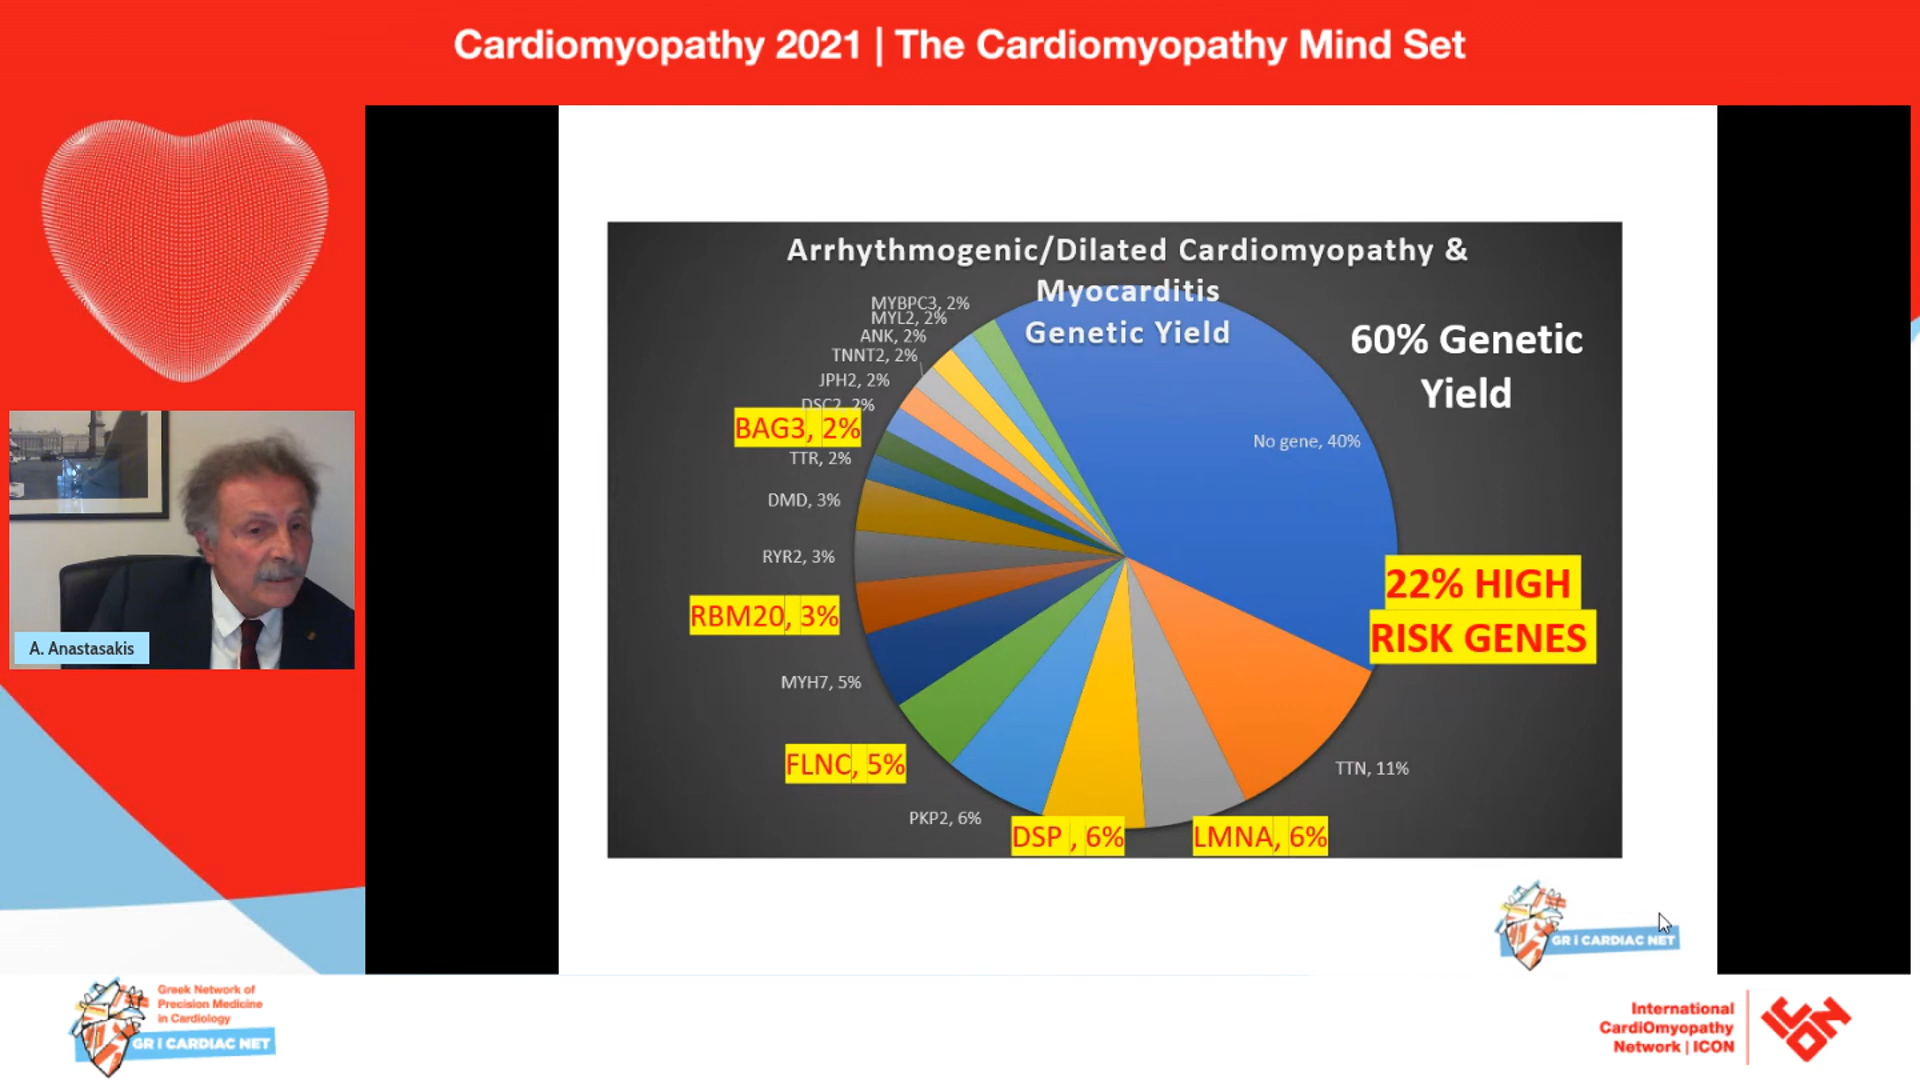 Cardiomyopathy 2021 | The Cardiomyopathy Mind Set
Arrhythmogenic/Dilated Cardiomyopathy &
Myocarditis
Genetic Yield
60% Genetic
Yield
No gene, 40%
22% HIGH
RISK GENES
TTN, 11%
LMNA, 6%
DSP , 6%
PKP2, 6%
FLNC, 5%
MYH7, 5%
RBM20, 3%
RYR2, 3%
DMD, 3%
TTR, 2%
BAG3, 2%
DSC2, 2%
JPH2, 2%
TNNT2, 2%
ANK, 2%
MYL2, 2%
MYBPC3, 2%
A. Anastasakis
GR i CARDIAC NET
Greek Network of
Precision Medicine
in Cardiology
GR i CARDIAC NET
International
CardiOmyopathy
Network | ICON
ICON